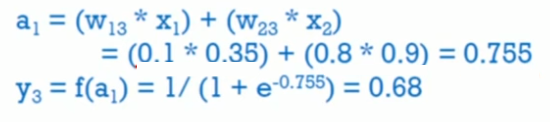 a₁ = (w₁₃ * x₁) + (w₂₃ * x₂)
= (0.1 * 0.35) + (0.8 * 0.9) = 0.755
y₃ = f(a₁) = 1/ (1 + e⁻⁰·⁷⁵⁵) = 0.68